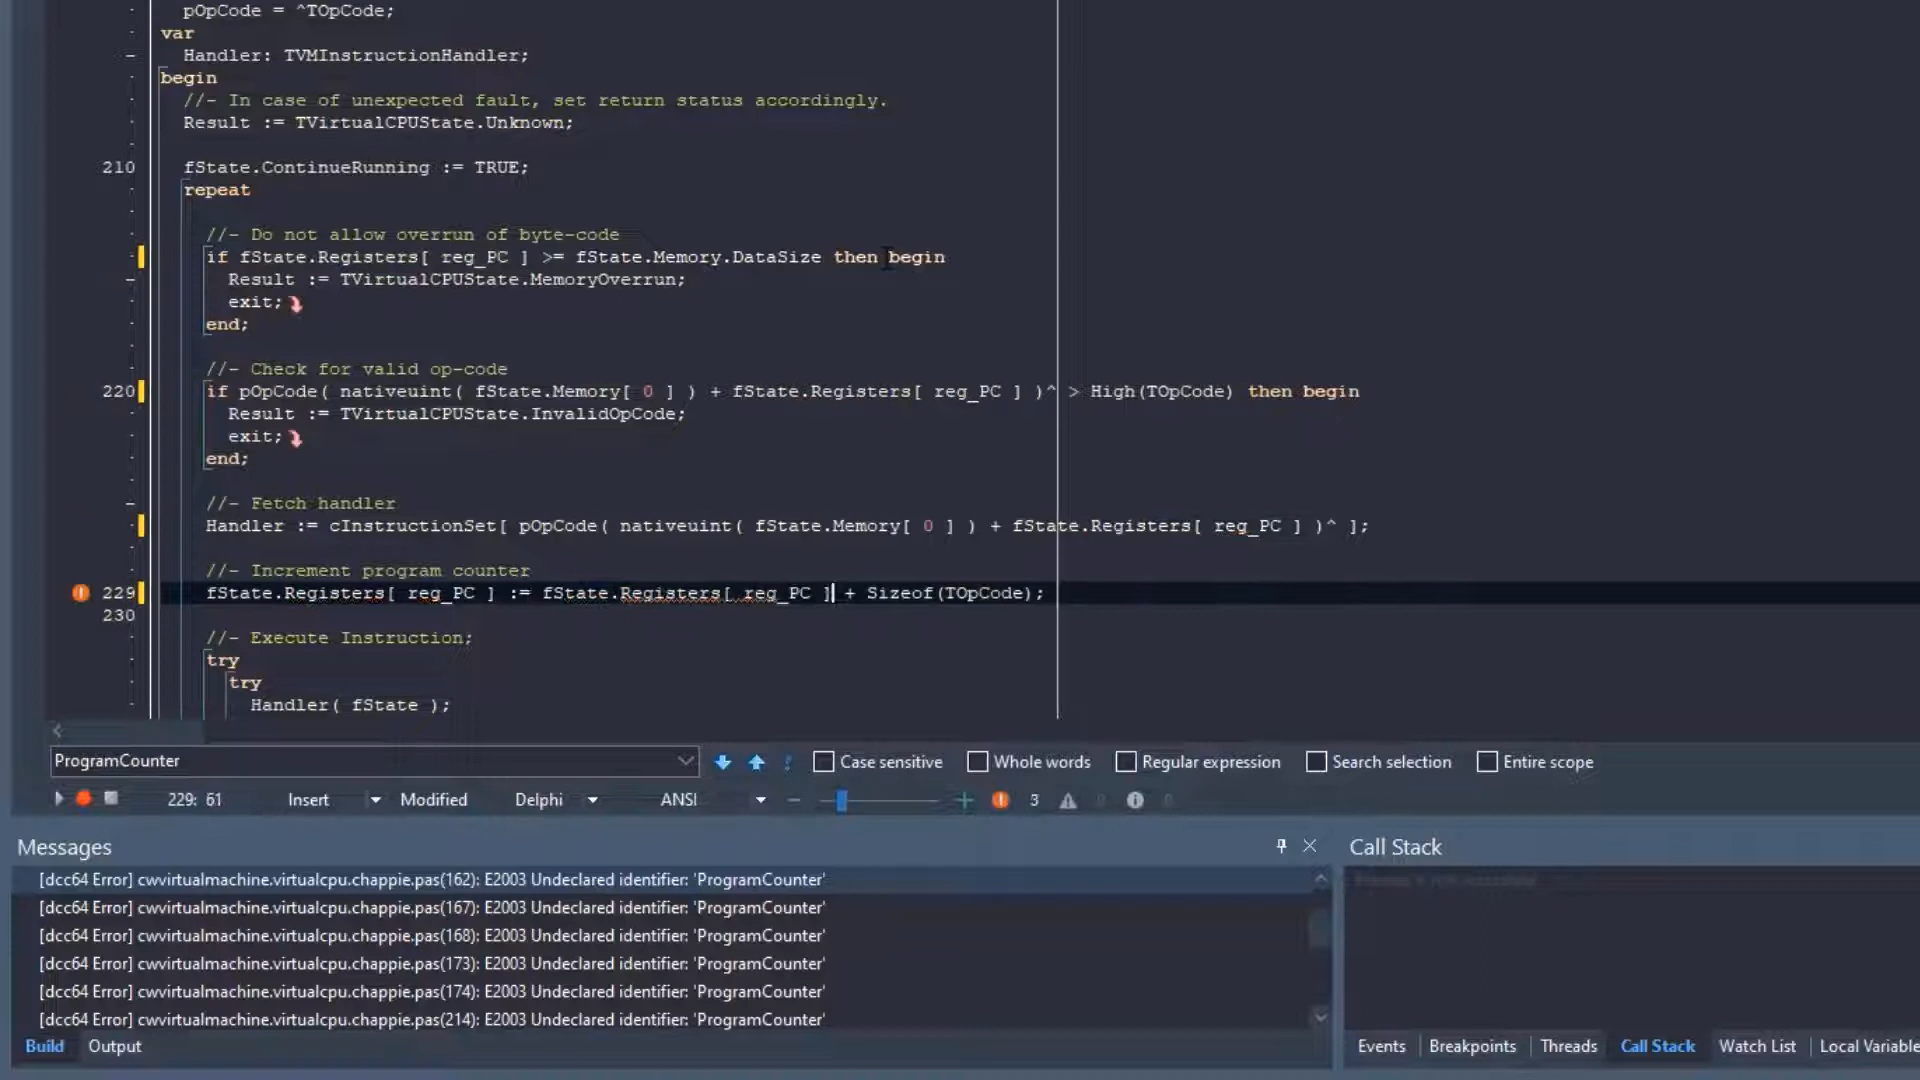 pOpCode = ^TOpCode;
var
Handler: TVMInstructionHandler;
begin
//- In case of unexpected fault, set return status accordingly.
Result := TVirtualCPUState.Unknown;
210 fState.ContinueRunning := TRUE;
repeat
//- Do not allow overrun of byte-code
if fState.Registers[ reg_PC ] >= fState.Memory.DataSize then begin
Result := TVirtualCPUState.MemoryOverrun;
exit;
end;
//- Check for valid op-code
220 if pOpCode( nativeuint( fState.Memory[ 0 ] ) + fState.Registers[ reg_PC ] )^ > High(TOpCode) then begin
Result := TVirtualCPUState.InvalidOpCode;
exit;
end;
//- Fetch handler
Handler := cInstructionSet[ pOpCode( nativeuint( fState.Memory[ 0 ] ) + fState.Registers[ reg_PC ] )^ ];
//- Increment program counter
229 fState.Registers[ reg_PC ] := fState.Registers[ reg_PC ] + Sizeof(TOpCode);
230
//- Execute Instruction;
try
try
Handler( fState );
ProgramCounter Case sensitive Whole words Regular expression Search selection Entire scope
229: 61 Insert Modified Delphi ANSI 3
Messages
[dcc64 Error] cwvirtualmachine.virtualcpu.chappie.pas(162): E2003 Undeclared identifier: 'ProgramCounter'
[dcc64 Error] cwvirtualmachine.virtualcpu.chappie.pas(167): E2003 Undeclared identifier: 'ProgramCounter'
[dcc64 Error] cwvirtualmachine.virtualcpu.chappie.pas(168): E2003 Undeclared identifier: 'ProgramCounter'
[dcc64 Error] cwvirtualmachine.virtualcpu.chappie.pas(173): E2003 Undeclared identifier: 'ProgramCounter'
[dcc64 Error] cwvirtualmachine.virtualcpu.chappie.pas(174): E2003 Undeclared identifier: 'ProgramCounter'
[dcc64 Error] cwvirtualmachine.virtualcpu.chappie.pas(214): E2003 Undeclared identifier: 'ProgramCounter'
Build Output
Call Stack
Events Breakpoints Threads Call Stack Watch List Local Variable